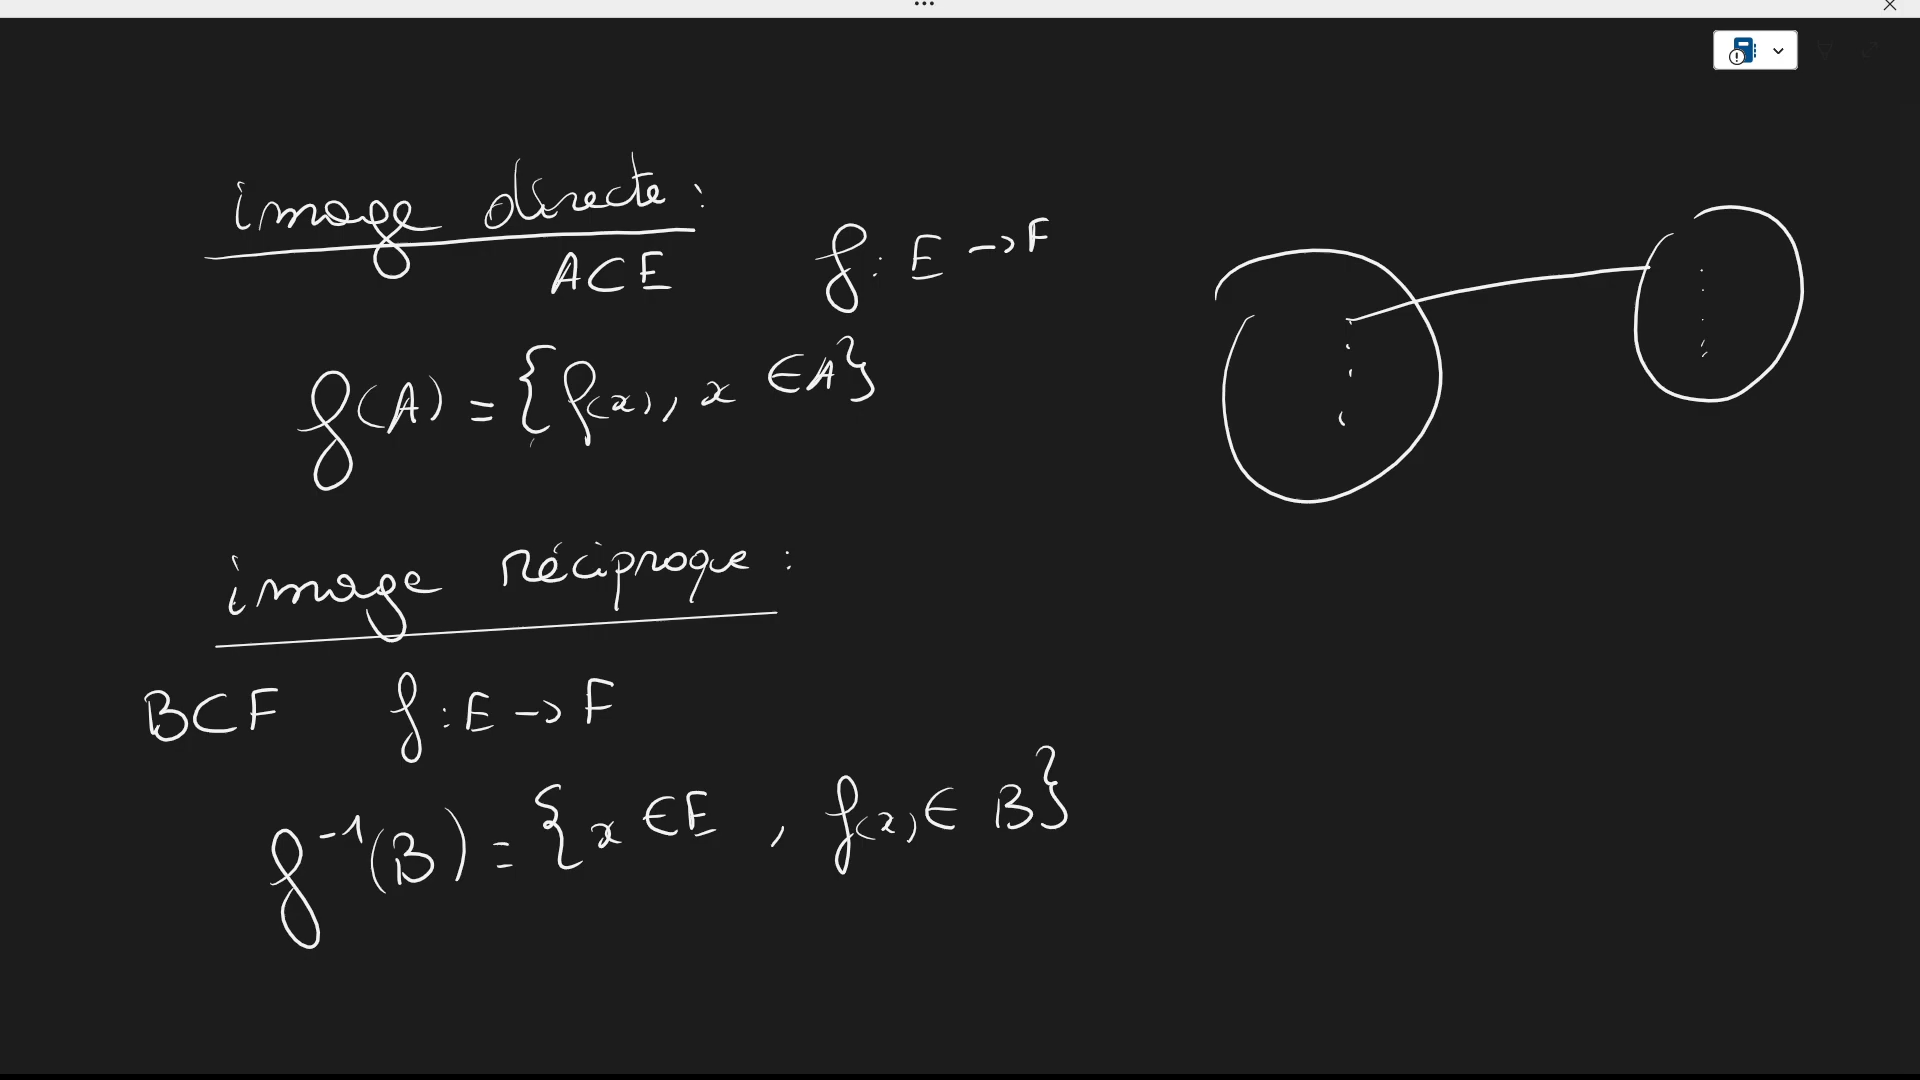 image directe :
A⊂E f : E → F
f(A) = {f(x), x ∈ A}
image réciproque :
B⊂F f : E → F
f⁻¹(B) = {x ∈ E , f(x) ∈ B}